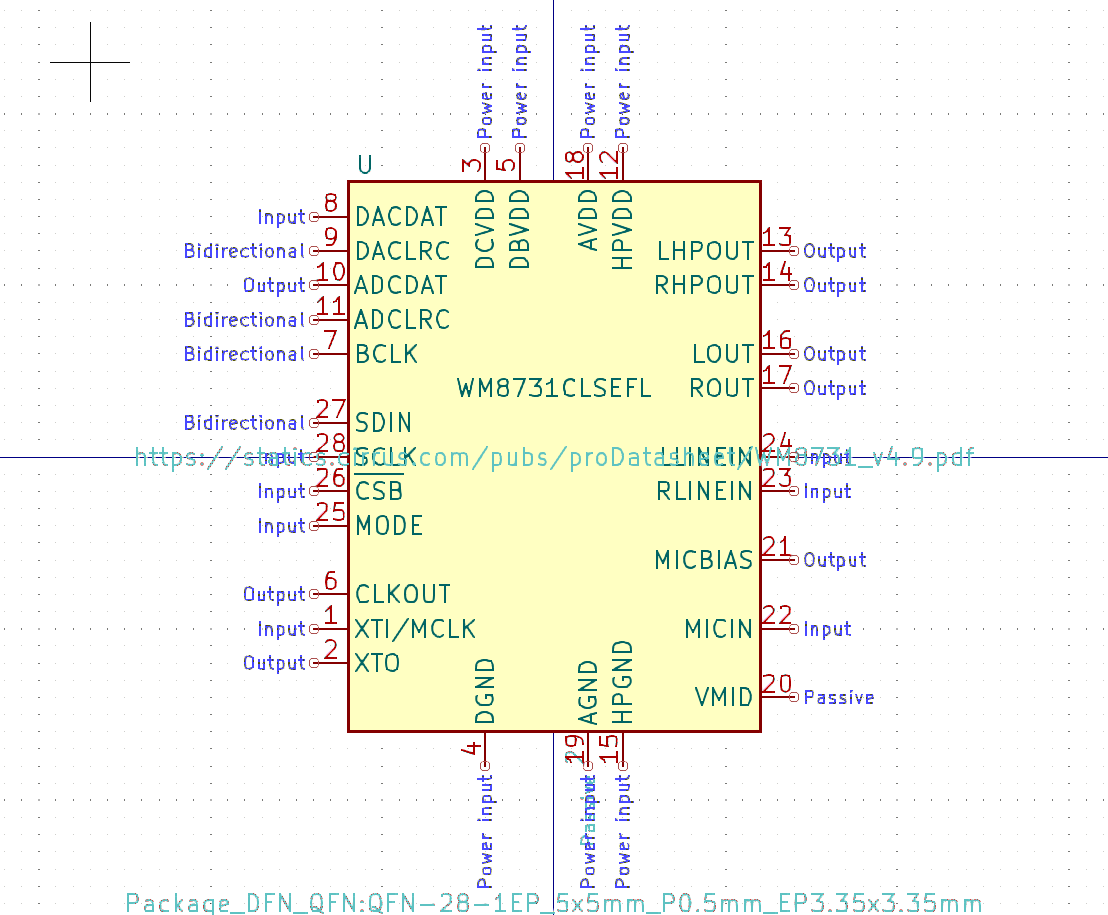 Power input
Power input
Power input
Power input
3
5
18
12
U
DCVDD
DBVDD
AVDD
HPVDD
Input 8 DACDAT
Bidirectional 9 DACLRC
LHPOUT 13 Output
Output 10 ADCDAT
RHPOUT 14 Output
Bidirectional 11 ADCLRC
Bidirectional 7 BCLK
LOUT 16 Output
WM8731CLSEFL
ROUT 17 Output
Bidirectional 27 SDIN
Input 28 SCLK
LLINEIN 24 Input
https://statics.cirrus.com/pubs/proDatasheet/WM8731_v4.9.pdf
Input 26 CSB
RLINEIN 23 Input
Input 25 MODE
MICBIAS 21 Output
Output 6 CLKOUT
Input 1 XTI/MCLK
MICIN 22 Input
Output 2 XTO
VMID 20 Passive
DGND
AGND
HPGND
4
19
15
Power input
Power input
Passive
Power input
Package_DFN_QFN:QFN-28-1EP_5x5mm_P0.5mm_EP3.35x3.35mm